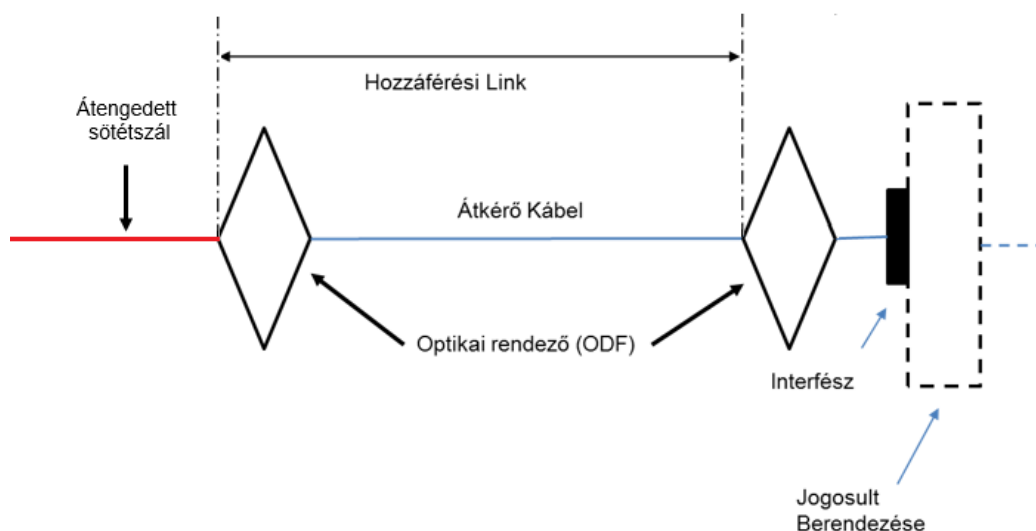 Hozzáférési Link
Átengedett
sötétszál
Átkérő Kábel
Optikai rendező (ODF)
Interfész
Jogosult
Berendezése